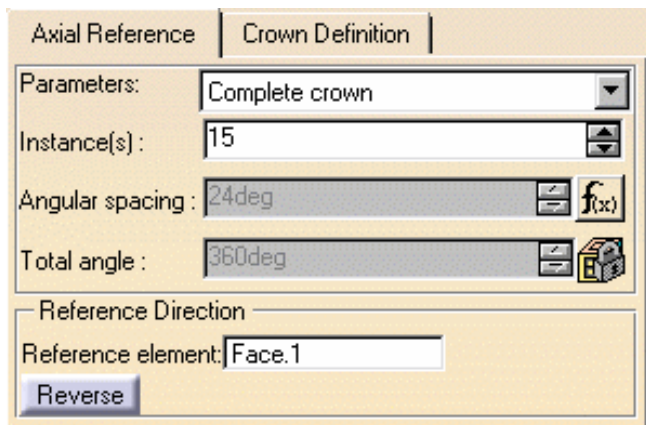 Axial Reference Crown Definition
Parameters: Complete crown
Instance(s) : 15
Angular spacing : 24deg f(x)
Total angle : 360deg
Reference Direction
Reference element: Face.1
Reverse